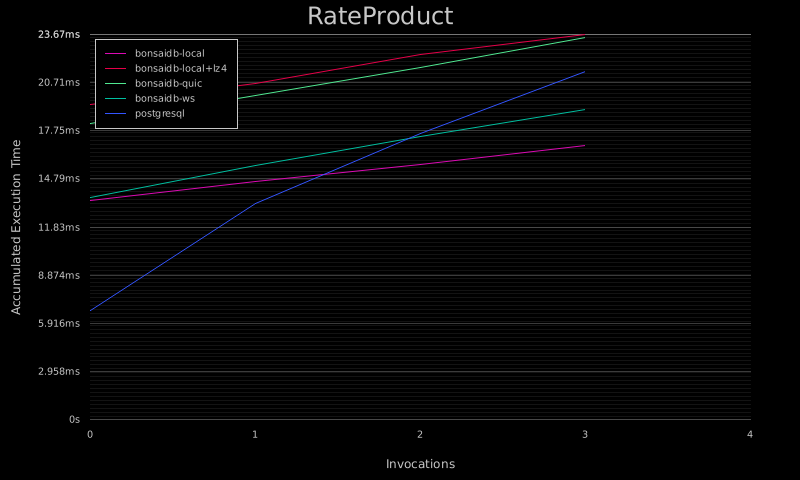 RateProduct
23.67ms
20.71ms
17.75ms
14.79ms
11.83ms
8.874ms
5.916ms
2.958ms
0s
Accumulated Execution Time
bonsaidb-local
bonsaidb-local+lz4
bonsaidb-quic
bonsaidb-ws
postgresql
0 1 2 3 4
Invocations